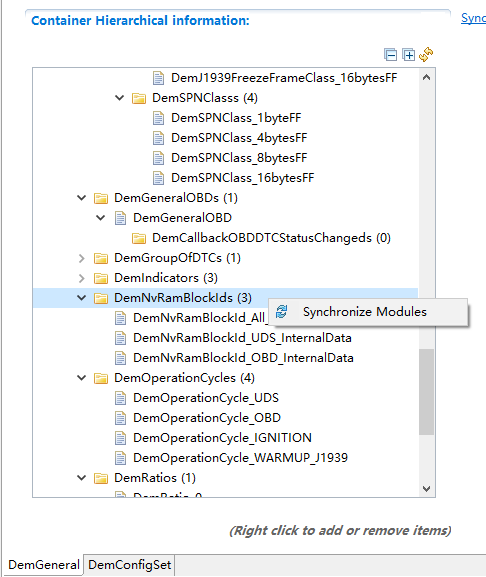 Container Hierarchical information:
Sync
DemJ1939FreezeFrameClass_16bytesFF
DemSPNClasss (4)
DemSPNClass_1byteFF
DemSPNClass_4bytesFF
DemSPNClass_8bytesFF
DemSPNClass_16bytesFF
DemGeneralOBDs (1)
DemGeneralOBD
DemCallbackOBDDTCStatusChangeds (0)
DemGroupOfDTCs (1)
DemIndicators (3)
DemNvRamBlockIds (3)
Synchronize Modules
DemNvRamBlockId_All_
DemNvRamBlockId_UDS_InternalData
DemNvRamBlockId_OBD_InternalData
DemOperationCycles (4)
DemOperationCycle_UDS
DemOperationCycle_OBD
DemOperationCycle_IGNITION
DemOperationCycle_WARMUP_J1939
DemRatios (1)
DemRatio_0
(Right click to add or remove items)
DemGeneral DemConfigSet